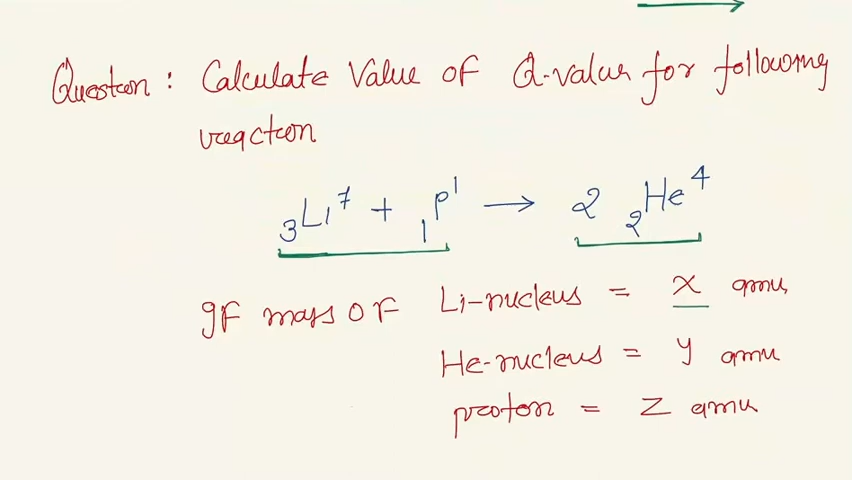 Question : Calculate Value of Q-value for following
reaction
₃Li⁷ + ₁p¹ → 2 ₂He⁴
If mass of Li-nucleus = x amu
He-nucleus = y amu
proton = z amu